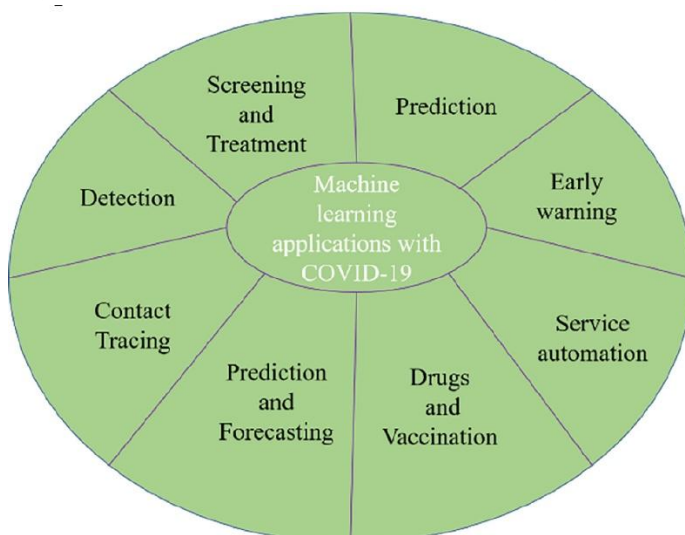 Screening
and
Treatment
Prediction
Early
warning
Service
automation
Drugs
and
Vaccination
Prediction
and
Forecasting
Contact
Tracing
Detection
Machine
learning
applications with
COVID-19